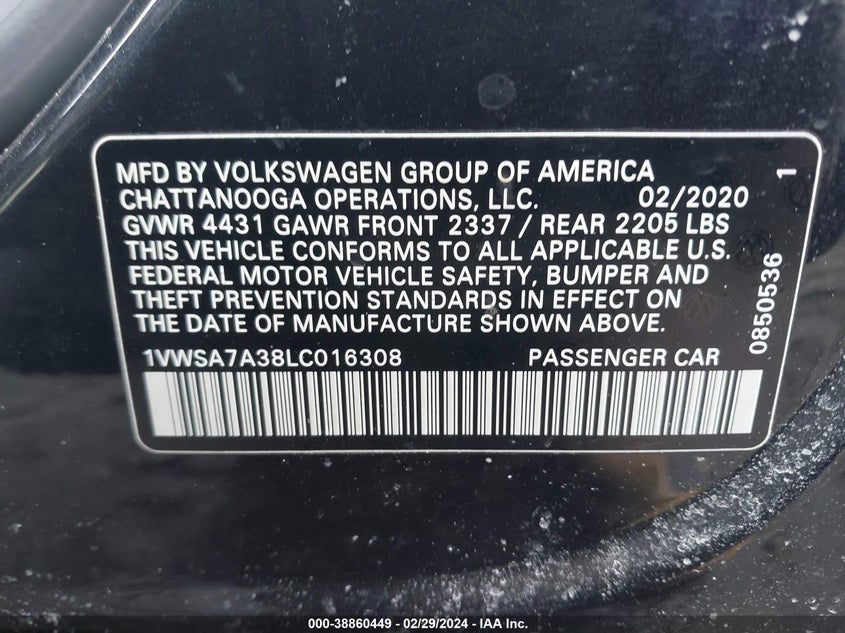 MFD BY VOLKSWAGEN GROUP OF AMERICA
CHATTANOOGA OPERATIONS, LLC. 02/2020
GVWR 4431 GAWR FRONT 2337 / REAR 2205 LBS
THIS VEHICLE CONFORMS TO ALL APPLICABLE U.S.
FEDERAL MOTOR VEHICLE SAFETY, BUMPER AND
THEFT PREVENTION STANDARDS IN EFFECT ON
THE DATE OF MANUFACTURE SHOWN ABOVE.
1VWSA7A38LC016308 PASSENGER CAR
0850536 1
000-38860449 - 02/29/2024 - IAA Inc.